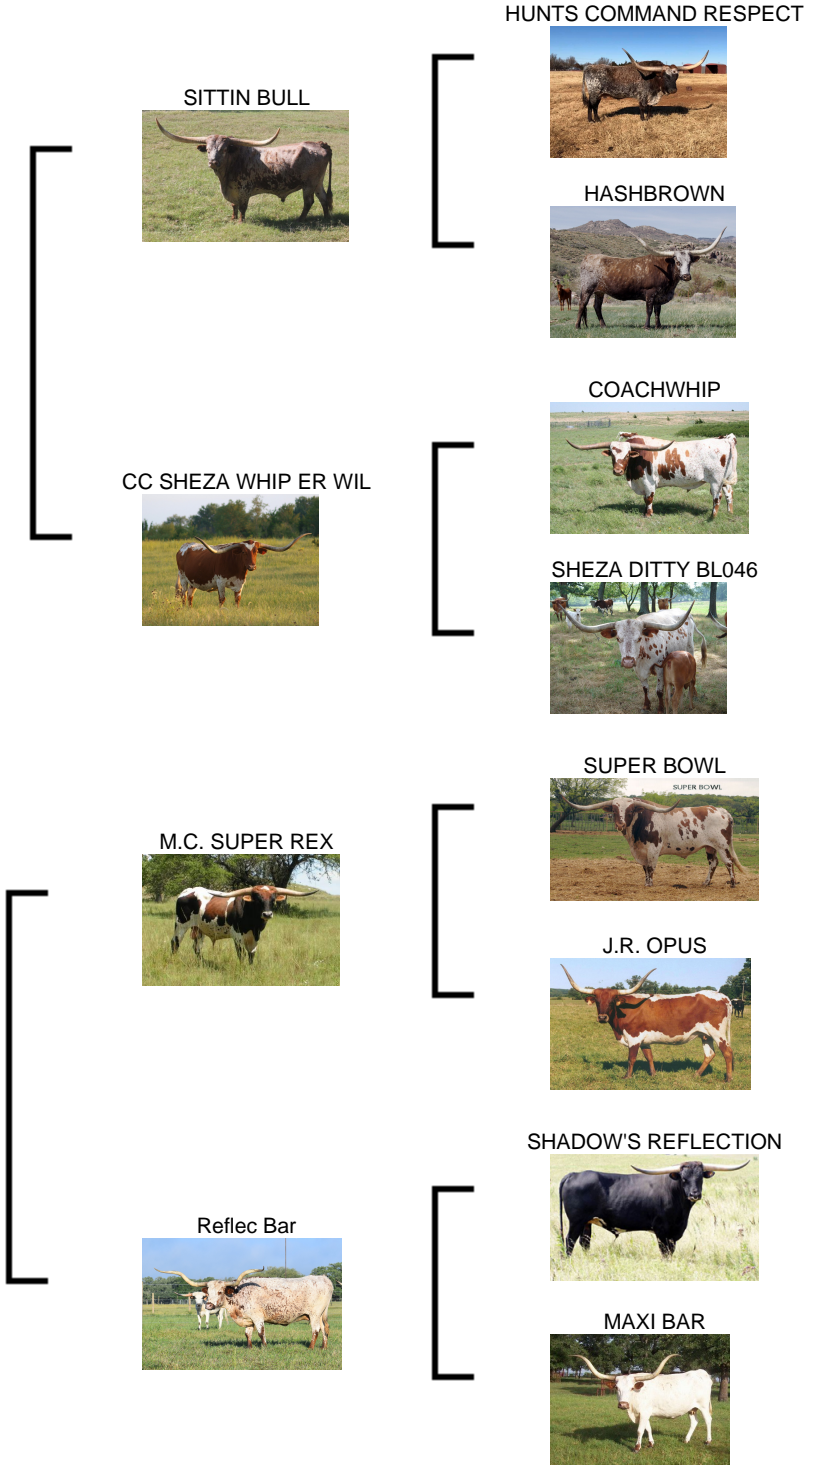 HUNTS COMMAND RESPECT
SITTIN BULL
HASHBROWN
COACHWHIP
CC SHEZA WHIP ER WIL
SHEZA DITTY BL046
SUPER BOWL
SUPER BOWL
M.C. SUPER REX
J.R. OPUS
SHADOW'S REFLECTION
Reflec Bar
MAXI BAR